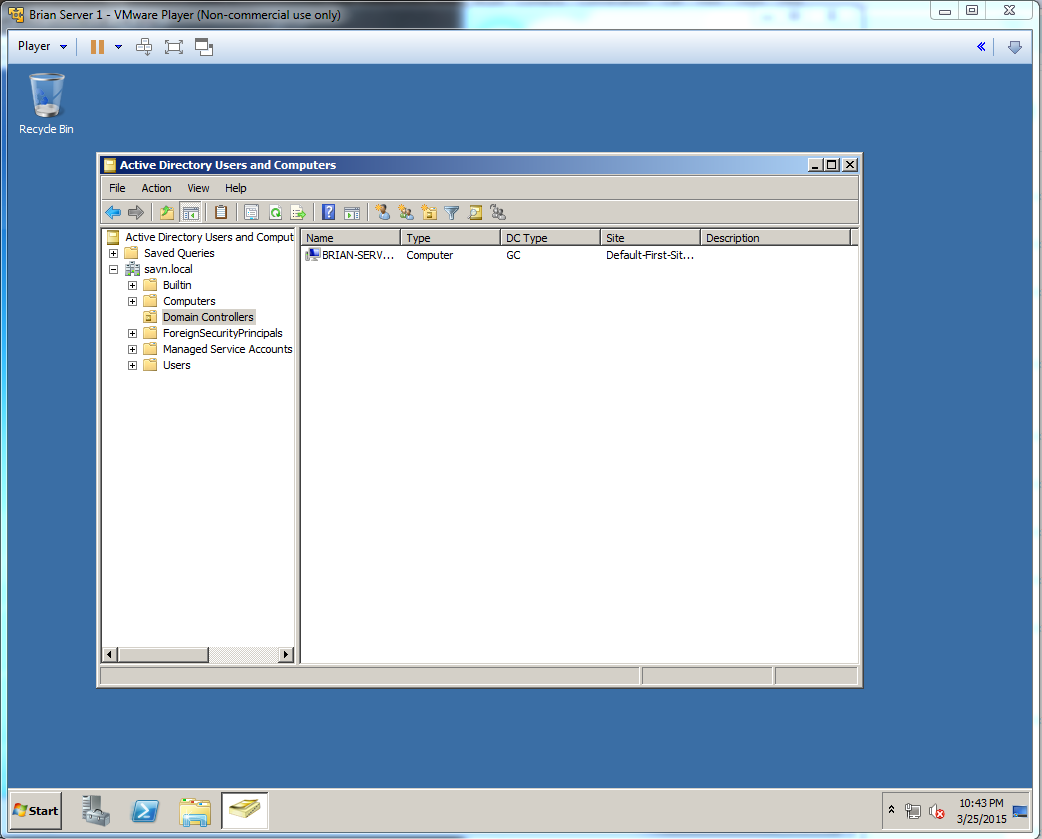 Brian Server 1 - VMware Player (Non-commercial use only)
Player
Recycle Bin
Active Directory Users and Computers
File Action View Help
Active Directory Users and Comput
Saved Queries
savn.local
Builtin
Computers
Domain Controllers
ForeignSecurityPrincipals
Managed Service Accounts
Users
Name Type DC Type Site Description
BRIAN-SERV... Computer GC Default-First-Sit...
Start
10:43 PM
3/25/2015